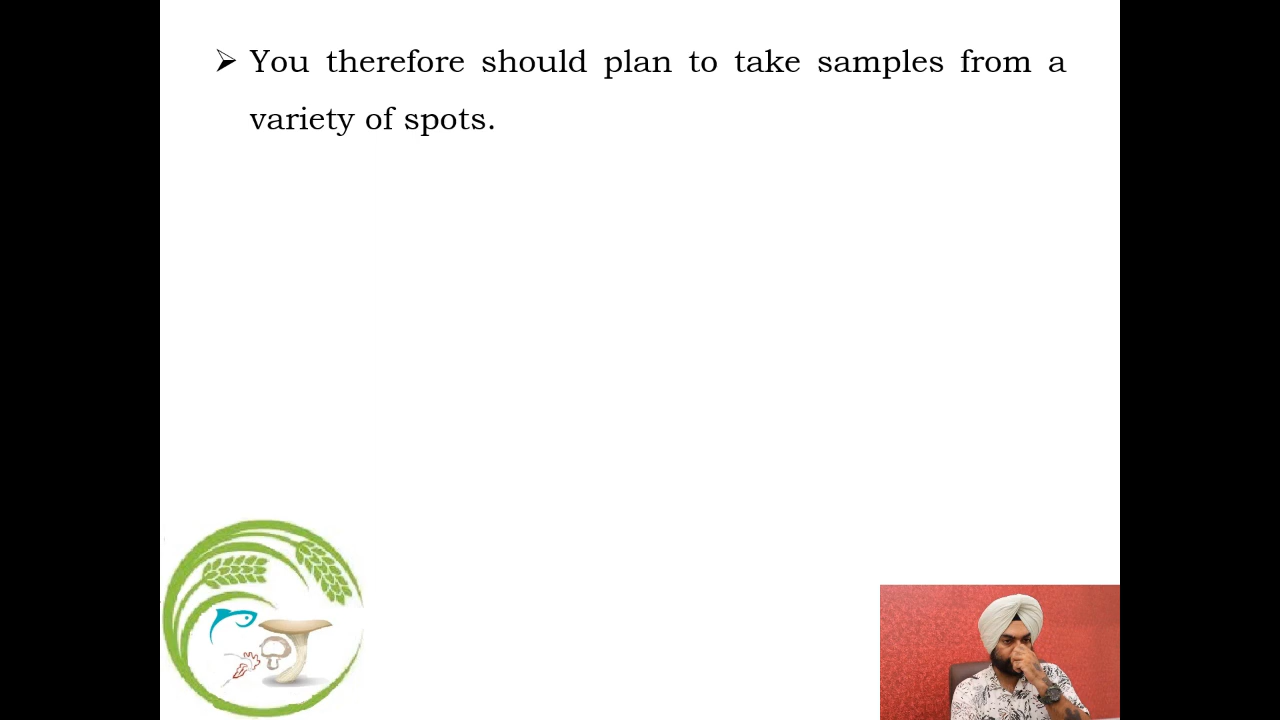 ➢ You therefore should plan to take samples from a
variety of spots.